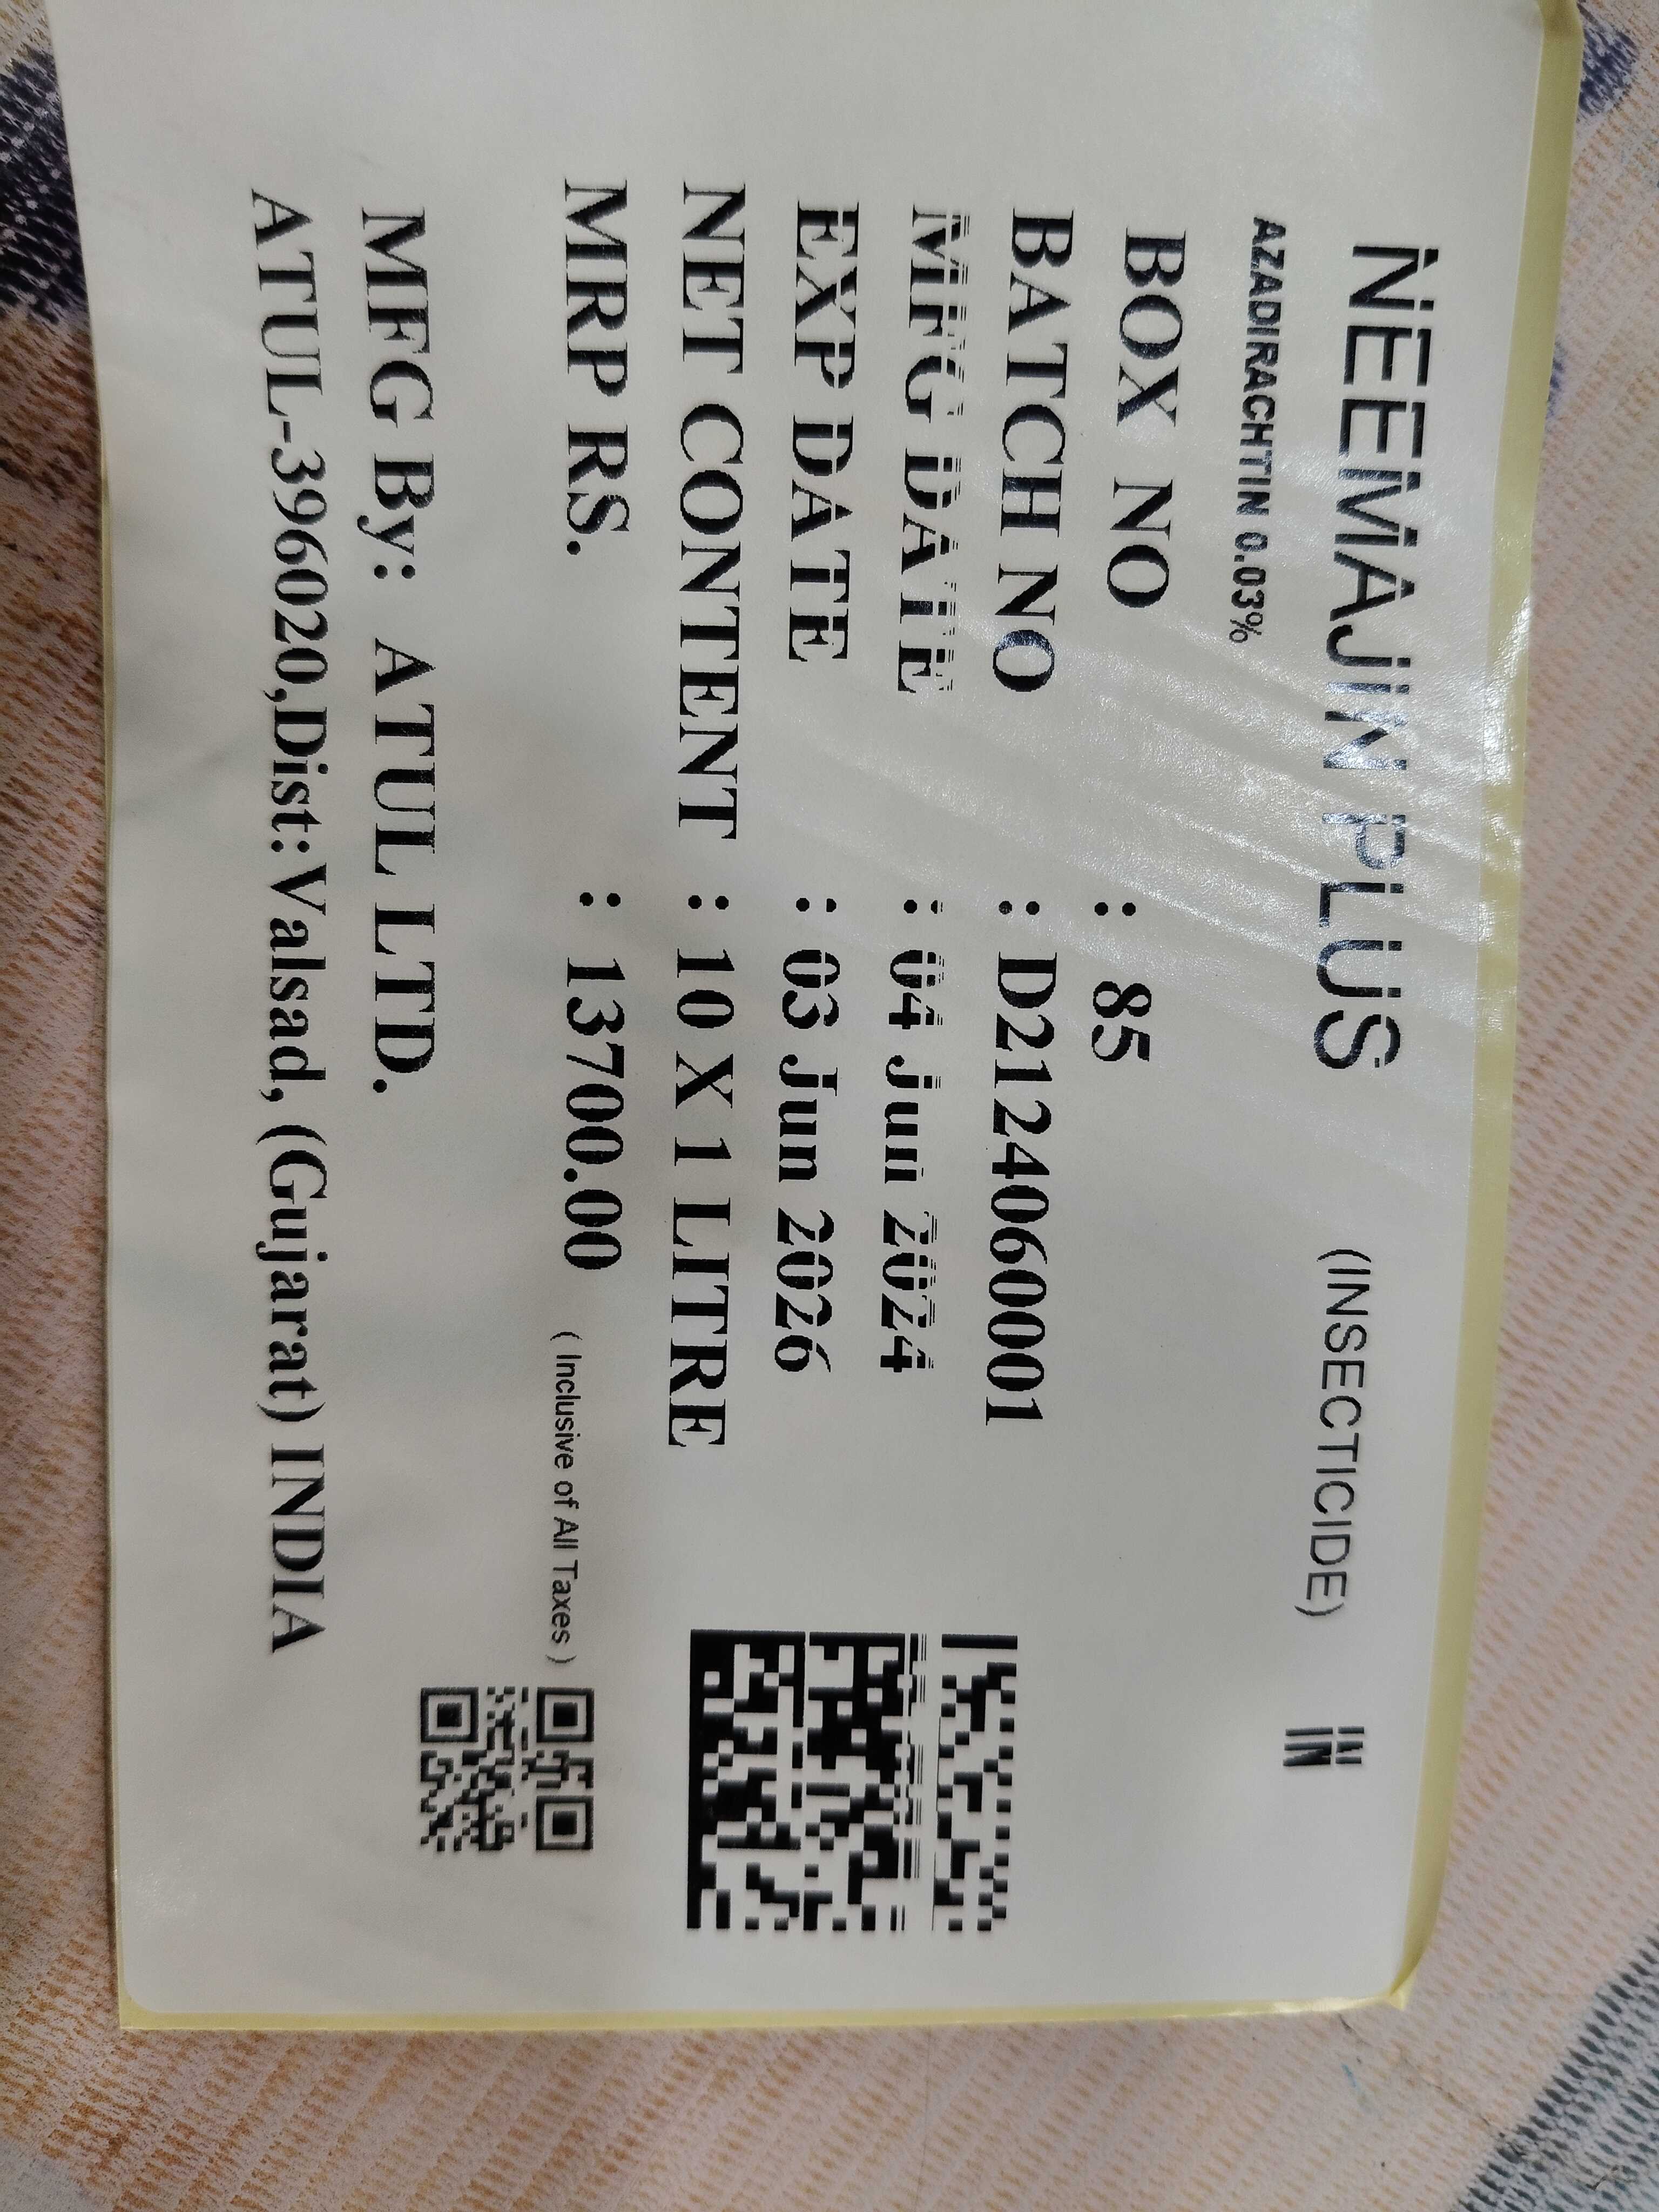 NEEMAJIN PLUS (INSECTICIDE) IN
AZADIRACHTIN 0.03%
BOX NO : 85
BATCH NO : D2124060001
MFG DATE : 04 Jun 2024
EXP DATE : 03 Jun 2026
NET CONTENT : 10 X 1 LITRE
MRP RS. : 13700.00 ( Inclusive of All Taxes )
MFG By: ATUL LTD.
ATUL-396020,Dist:Valsad, (Gujarat) INDIA